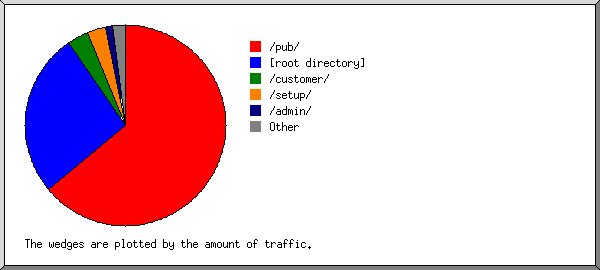 /pub/
[root directory]
/customer/
/setup/
/admin/
Other
The wedges are plotted by the amount of traffic.